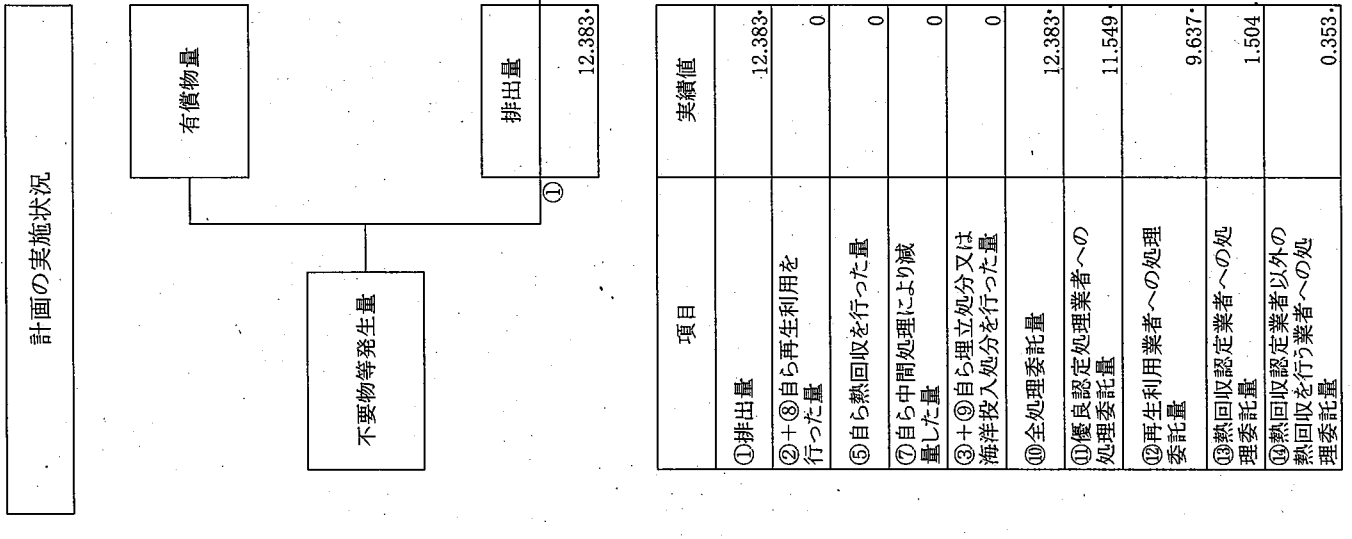 計画の実施状況
有償物量
不要物等発生量
排出量
①
12.383
項目
実績値
①排出量
12.383
②+⑧自ら再生利用を
行った量
0
⑤自ら熱回収を行った量
0
⑦自ら中間処理により減
量した量
0
③+⑨自ら埋立処分又は
海洋投入処分を行った量
0
⑩全処理委託量
12.383
⑪優良認定処理業者への
処理委託量
11.549
⑫再生利用業者への処理
委託量
9.637
⑬熱回収認定業者への処
理委託量
1.504
⑭熱回収認定業者以外の
熱回収を行う業者への処
理委託量
0.353